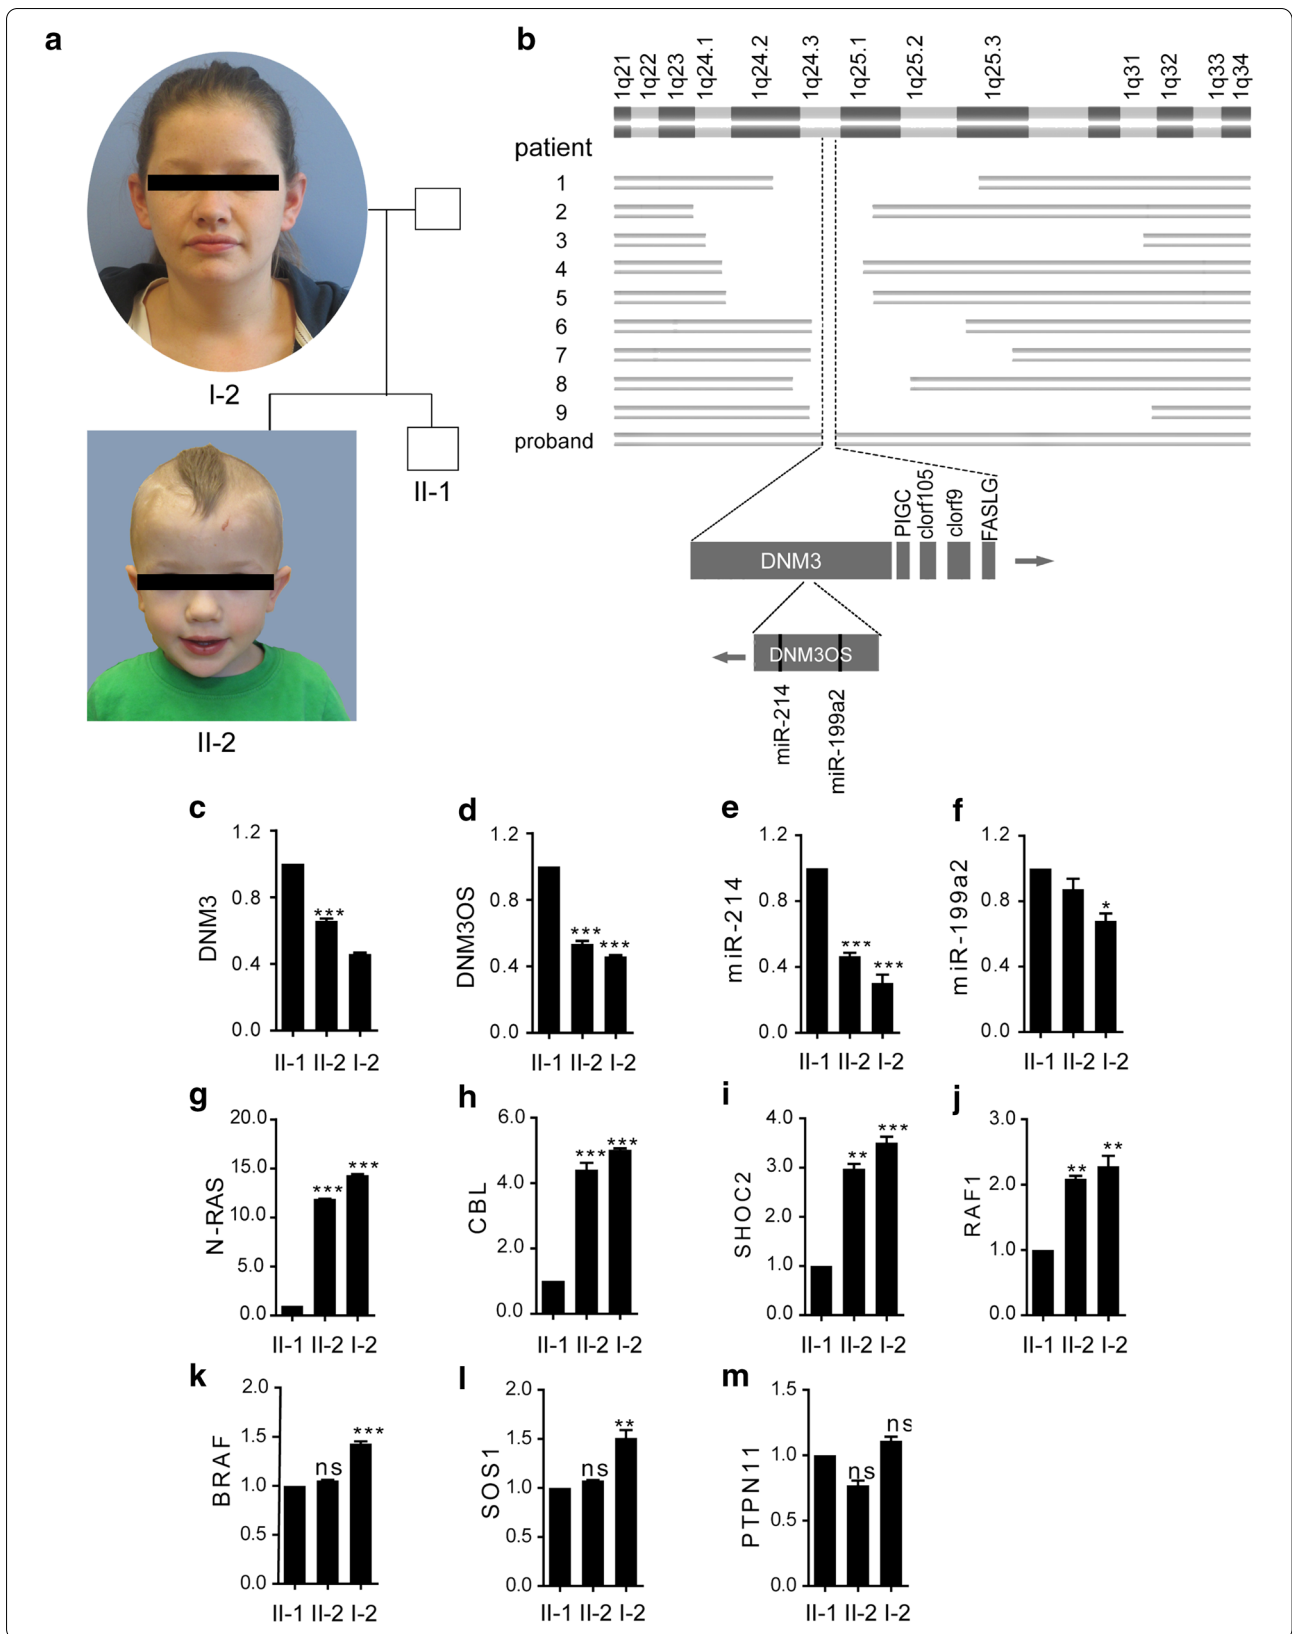 a
I-2
II-1
II-2
b
1q21 1q22 1q23 1q24.1 1q24.2 1q24.3 1q25.1 1q25.2 1q25.3 1q31 1q32 1q33 1q34
patient
1
2
3
4
5
6
7
8
9
proband
DNM3 PIGC clorf105 clorf9 FASLG
DNM3OS
miR-214 miR-199a2
c
DNM3
1.2
0.8
0.4
0.0
***
II-1 II-2 I-2
d
DNM3OS
1.2
0.8
0.4
0.0
*** ***
II-1 II-2 I-2
e
miR-214
1.2
0.8
0.4
0.0
*** ***
II-1 II-2 I-2
f
miR-199a2
1.2
0.8
0.4
0.0
*
II-1 II-2 I-2
g
N-RAS
20.0
15.0
10.0
5.0
0.0
*** ***
II-1 II-2 I-2
h
CBL
6.0
4.0
2.0
0.0
*** ***
II-1 II-2 I-2
i
SHOC2
4.0
3.0
2.0
1.0
0.0
** ***
II-1 II-2 I-2
j
RAF1
3.0
2.0
1.0
0.0
** **
II-1 II-2 I-2
k
BRAF
2.0
1.5
1.0
0.5
0.0
ns ***
II-1 II-2 I-2
l
SOS1
2.0
1.5
1.0
0.5
0.0
ns **
II-1 II-2 I-2
m
PTPN11
1.5
1.0
0.5
0.0
ns ns
II-1 II-2 I-2